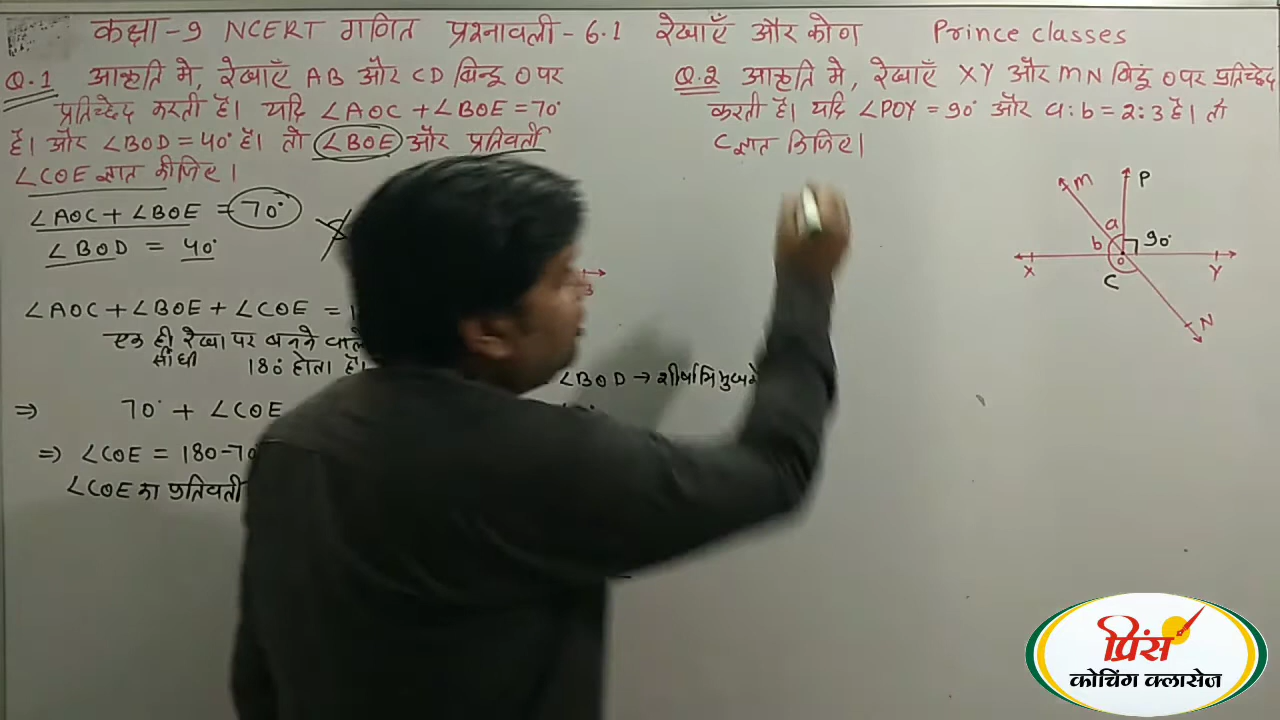 कक्षा -9 NCERT गणित प्रश्नावली - 6.1 रेखाएँ और कोण Prince classes
Q.1 आकृति मे, रेखाएँ AB और CD बिन्दु O पर
प्रतिच्छेद करती है। यदि ∠AOC + ∠BOE = 70°
है। और ∠BOD = 40° है। तो ∠BOE और प्रतिवर्ती
∠COE ज्ञात कीजिए।
∠AOC + ∠BOE = 70°
∠BOD = 40°
∠AOC + ∠BOE + ∠COE = 1
एक ही रेखा पर बनने वाले
सीधी 180° होता है।
∠BOD →
⇒ 70° + ∠COE
⇒ ∠COE = 180-70
∠COE का प्रतिवर्ती
Q.2 आकृति मे, रेखाएँ XY और MN बिंदु O पर प्रतिच्छेद
करती है। यदि ∠POY = 90° और a:b = 2:3 है। तो
C ज्ञात किजिए।
M P
a
b 90°
X O Y
C
N
प्रिंस
कोचिंग क्लासेज